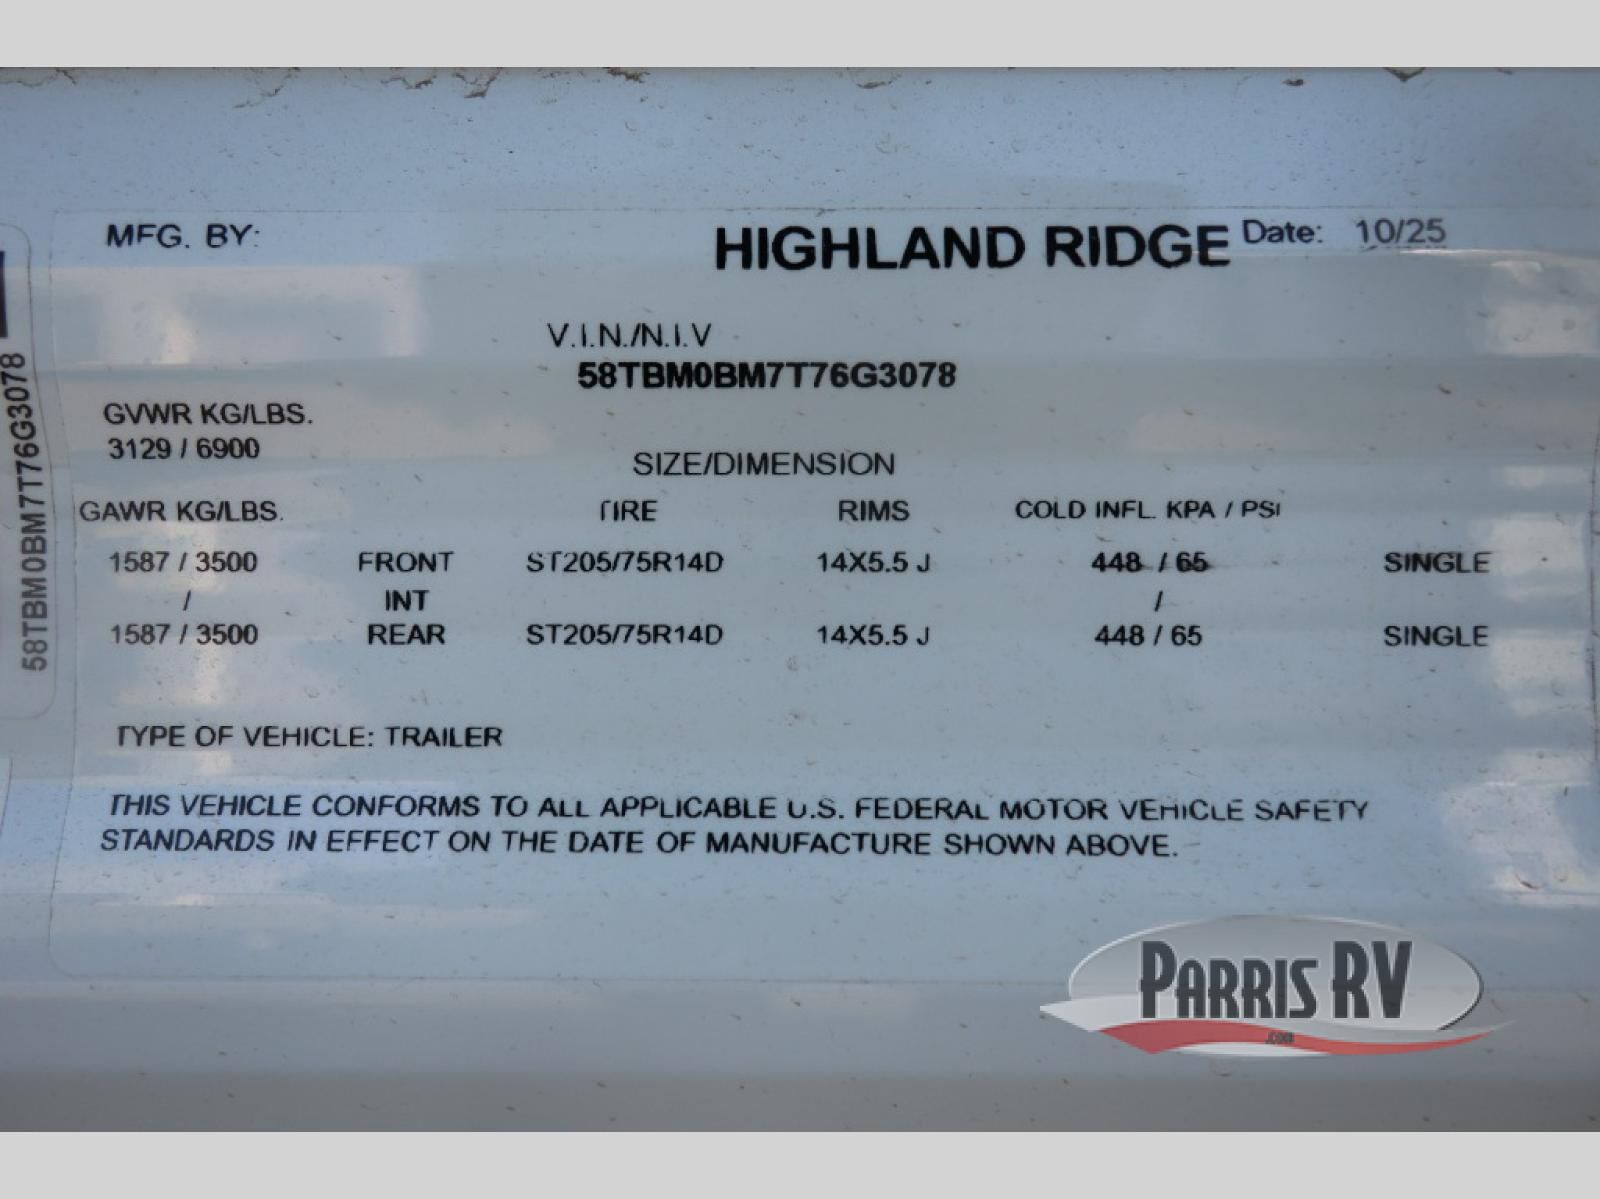 MFG. BY: HIGHLAND RIDGE Date: 10/25
V.I.N./N.I.V
58TBM0BM7T76G3078
GVWR KG/LBS.
3129 / 6900
SIZE/DIMENSION
GAWR KG/LBS. TIRE RIMS COLD INFL. KPA / PSI
1587 / 3500 FRONT ST205/75R14D 14X5.5 J 448 / 65 SINGLE
/ INT /
1587 / 3500 REAR ST205/75R14D 14X5.5 J 448 / 65 SINGLE
TYPE OF VEHICLE: TRAILER
THIS VEHICLE CONFORMS TO ALL APPLICABLE U.S. FEDERAL MOTOR VEHICLE SAFETY
STANDARDS IN EFFECT ON THE DATE OF MANUFACTURE SHOWN ABOVE.
58TBM0BM7T76G3078
PARRIS RV
.COM